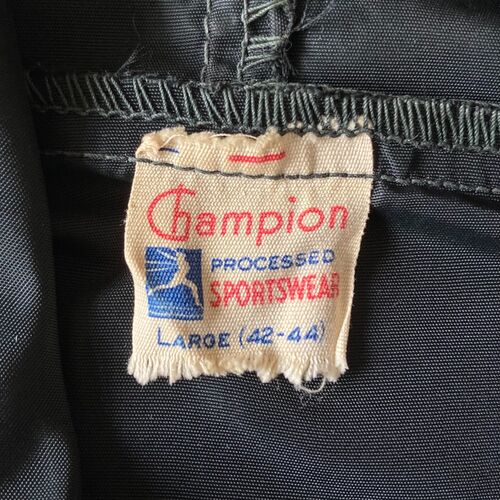 Champion
PROCESSED
SPORTSWEAR
LARGE (42-44)